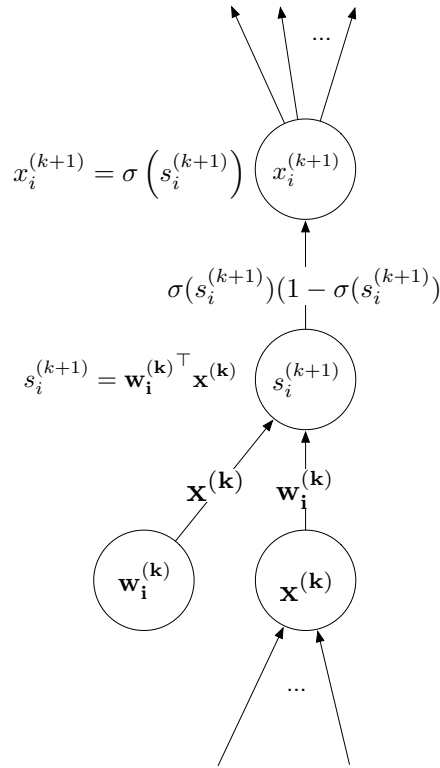 ...
x_i^{(k+1)} = σ(s_i^{(k+1)}) x_i^{(k+1)}
σ(s_i^{(k+1)})(1 − σ(s_i^{(k+1)})
s_i^{(k+1)} = w_i^{(k)⊤} x^{(k)} s_i^{(k+1)}
x^{(k)} w_i^{(k)}
w_i^{(k)} x^{(k)}
...